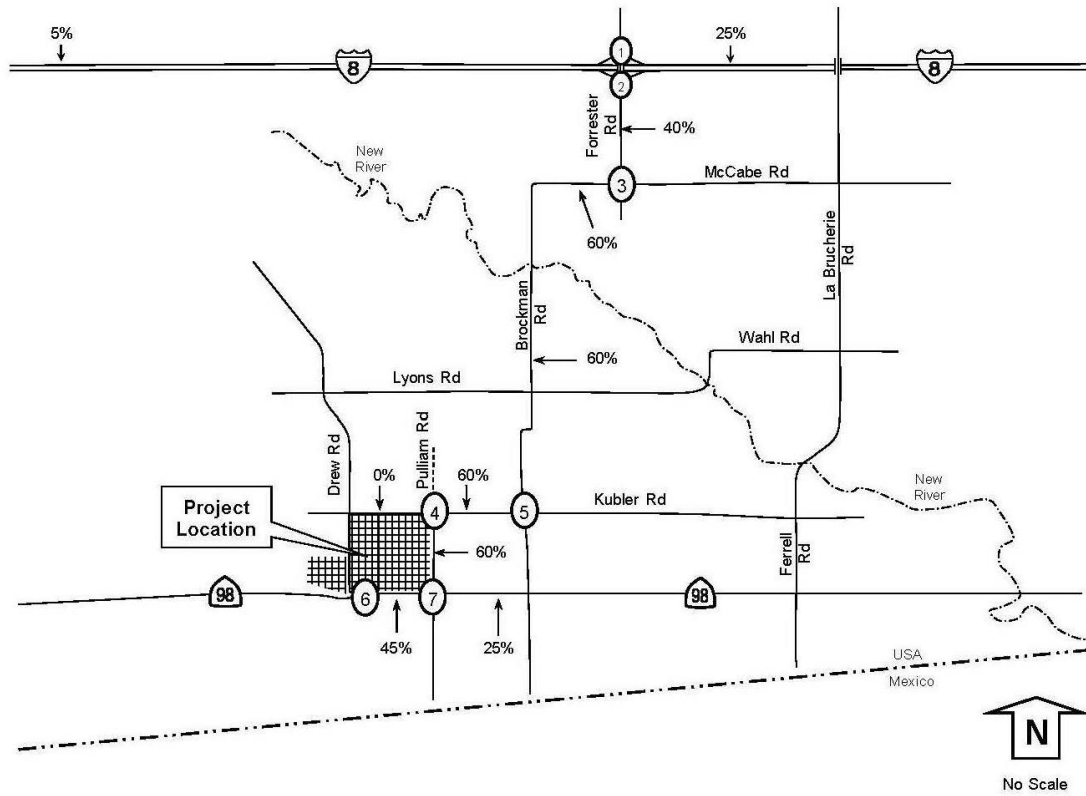 5%
25%
8
8
1
2
Forrester
Rd
40%
New
River
3
McCabe Rd
60%
La Brucherie
Rd
Brockman
Rd
Wahl Rd
60%
Lyons Rd
Drew Rd
Pulliam Rd
0%
60%
Project
Location
4
5
Kubler Rd
New
River
60%
Ferrell
Rd
98
6
7
98
45%
25%
USA
Mexico
N
No Scale